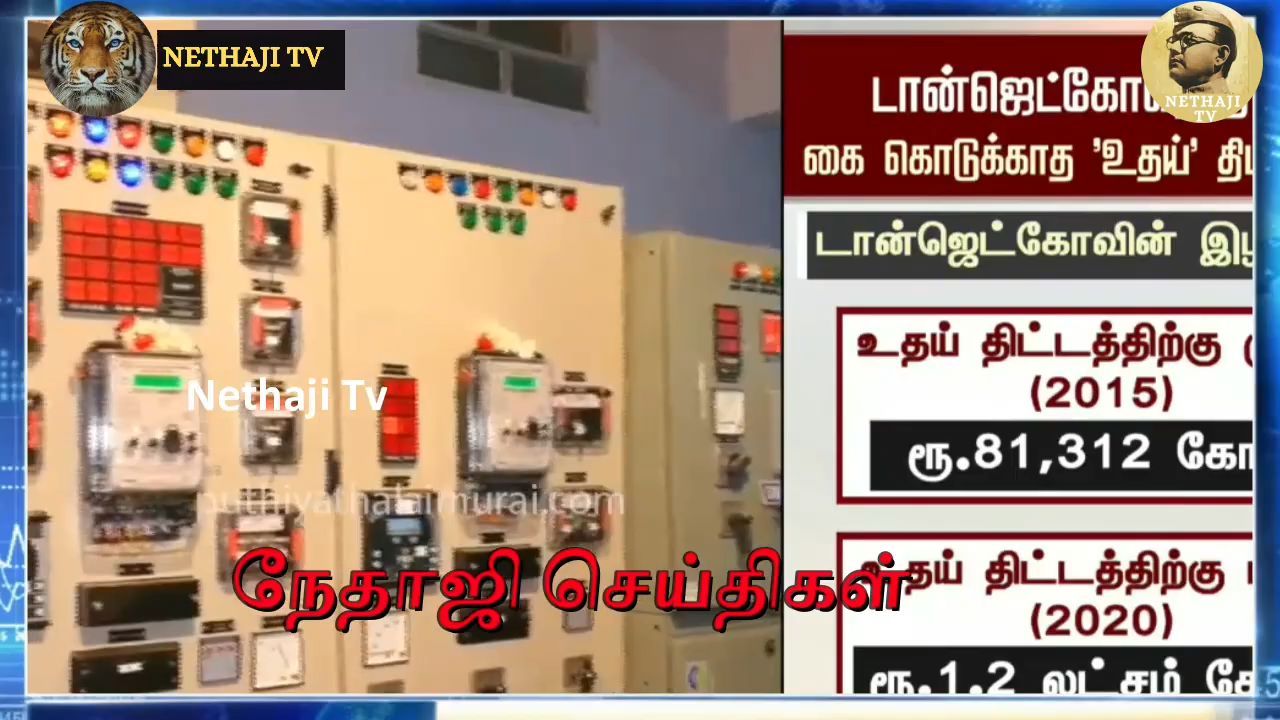 NETHAJI TV
NETHAJI
TV
கை கொடுக்காத 'உதய்'
டான்ஜெட்கோவின்
உதய் திட்டத்திற்கு
(2015)
ரூ.81,312
Nethaji Tv
puthiyathalaimurai.com
நேதாஜி செய்திகள்
உதய் திட்டத்திற்கு
(2020)
ரூ.1.2 லட்சம்